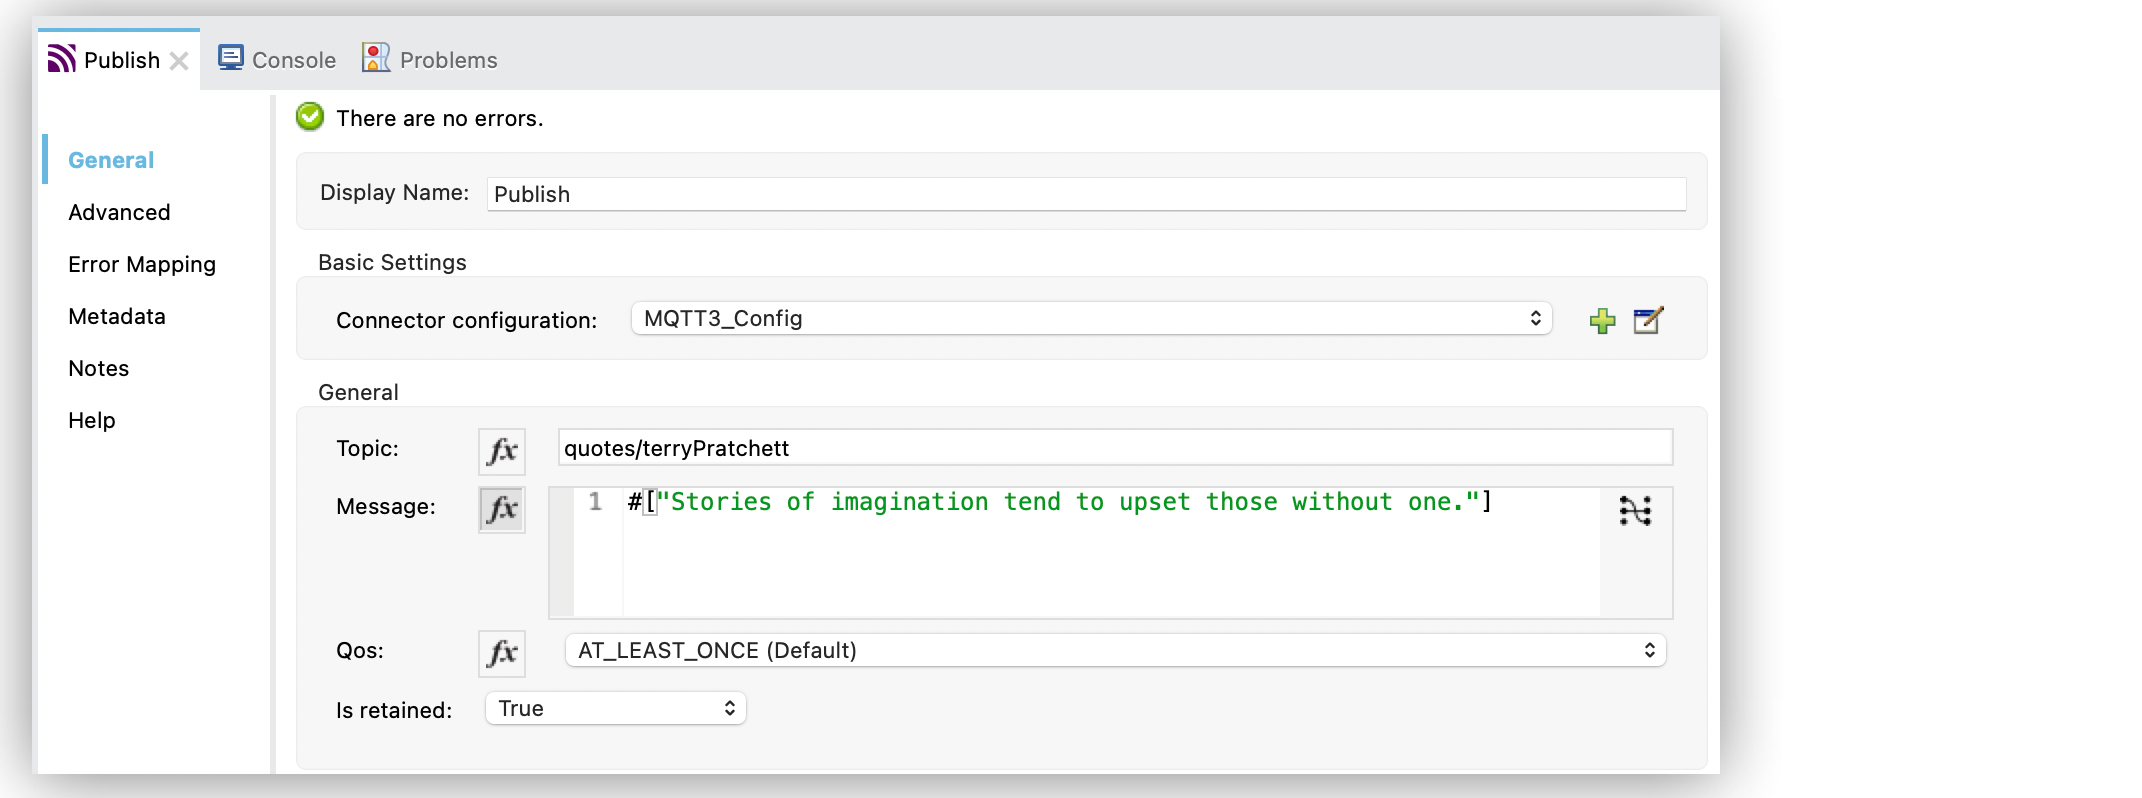 Publish Console Problems
There are no errors.
General
Advanced
Error Mapping
Metadata
Notes
Help
Display Name: Publish
Basic Settings
Connector configuration: MQTT3_Config
General
Topic: fx quotes/terryPratchett
Message: fx 1 #["Stories of imagination tend to upset those without one."]
Qos: fx AT_LEAST_ONCE (Default)
Is retained: True